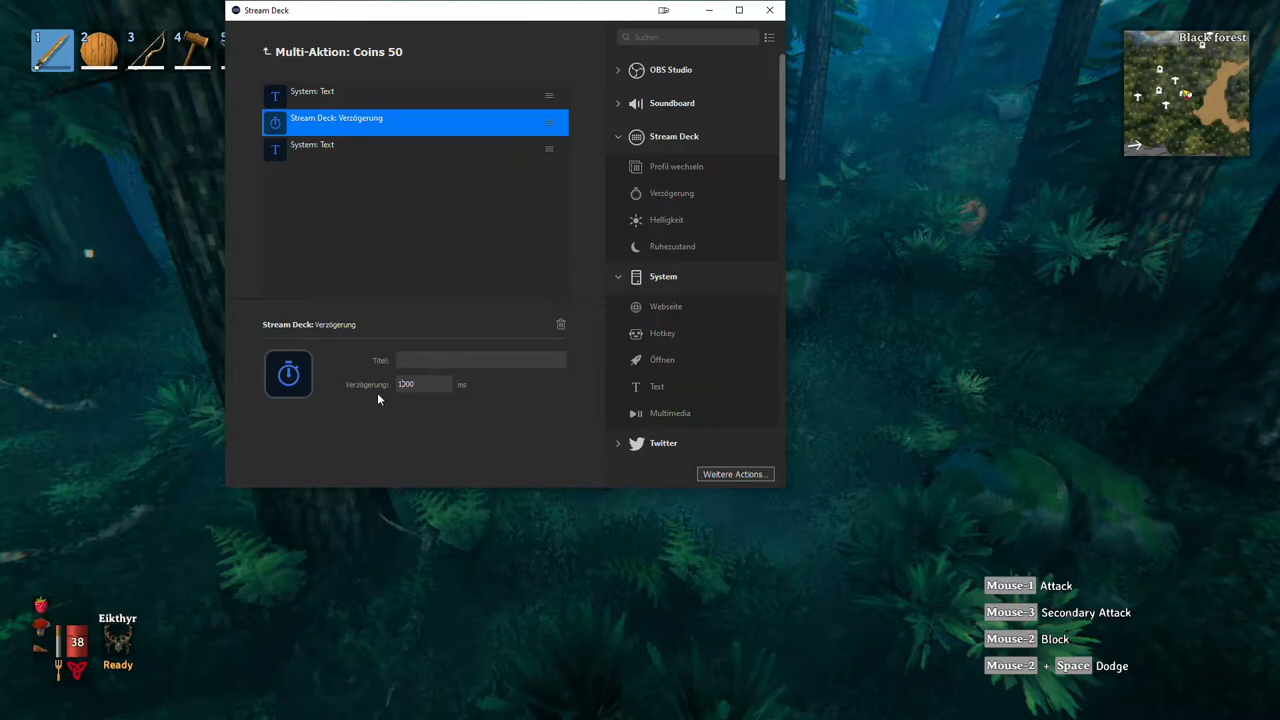 Stream Deck
Multi-Aktion: Coins 50
System: Text
Stream Deck: Verzögerung
System: Text
Stream Deck: Verzögerung
Titel:
Verzögerung: 1000 ms
Suchen
OBS Studio
Soundboard
Stream Deck
Profil wechseln
Verzögerung
Helligkeit
Ruhezustand
System
Webseite
Hotkey
Öffnen
Text
Multimedia
Twitter
Weitere Actions...
1 2 3 4 5
Black forest
38
Eikthyr
Ready
Mouse-1 Attack
Mouse-3 Secondary Attack
Mouse-2 Block
Mouse-2 + Space Dodge